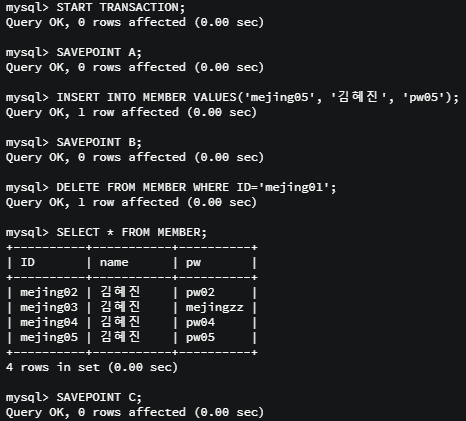 mysql> START TRANSACTION;
Query OK, 0 rows affected (0.00 sec)
mysql> SAVEPOINT A;
Query OK, 0 rows affected (0.00 sec)
mysql> INSERT INTO MEMBER VALUES('mejing05', '김혜진', 'pw05');
Query OK, 1 row affected (0.00 sec)
mysql> SAVEPOINT B;
Query OK, 0 rows affected (0.00 sec)
mysql> DELETE FROM MEMBER WHERE ID='mejing01';
Query OK, 1 row affected (0.00 sec)
mysql> SELECT * FROM MEMBER;
+----------+-----------+----------+
| ID       | name      | pw       |
+----------+-----------+----------+
| mejing02 | 김혜진    | pw02     |
| mejing03 | 김혜진    | mejingzz |
| mejing04 | 김혜진    | pw04     |
| mejing05 | 김혜진    | pw05     |
+----------+-----------+----------+
4 rows in set (0.00 sec)
mysql> SAVEPOINT C;
Query OK, 0 rows affected (0.00 sec)